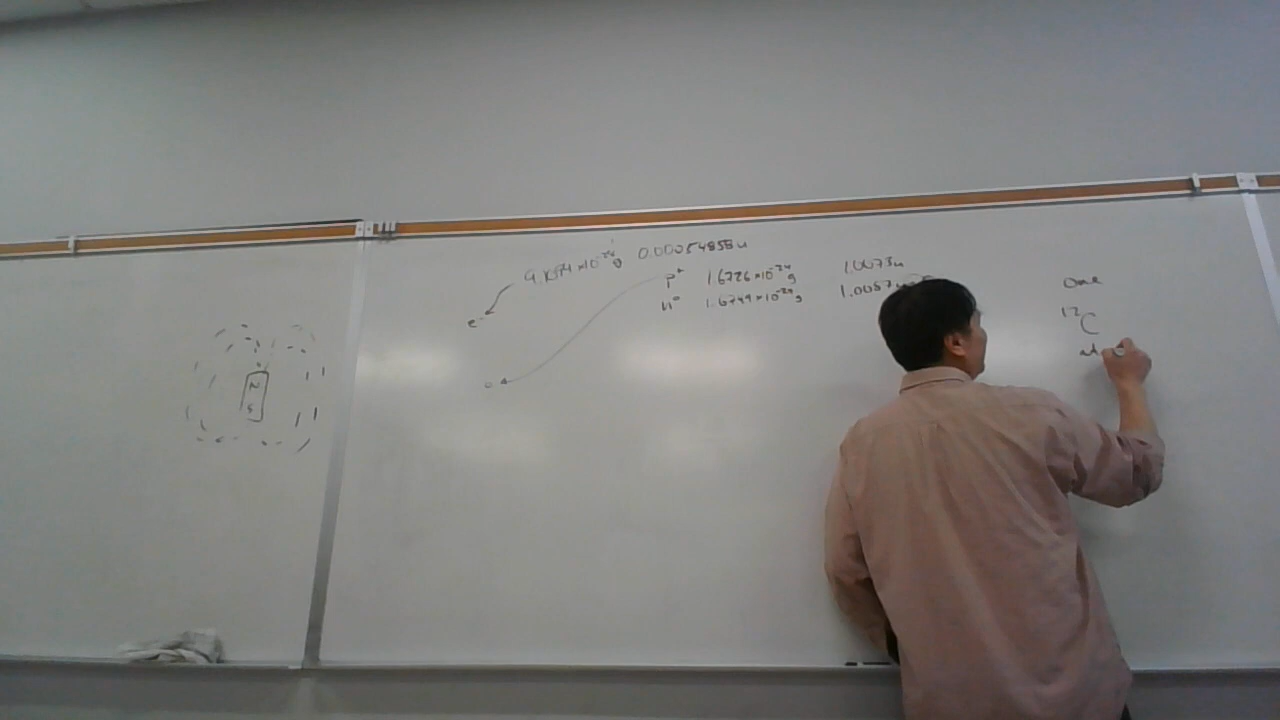 9.1094×10⁻²⁸g 0.00054858u
e⁻
p⁺ 1.6726×10⁻²⁴g 1.0073u
n⁰ 1.6749×10⁻²⁴g
N
S
One
¹²C